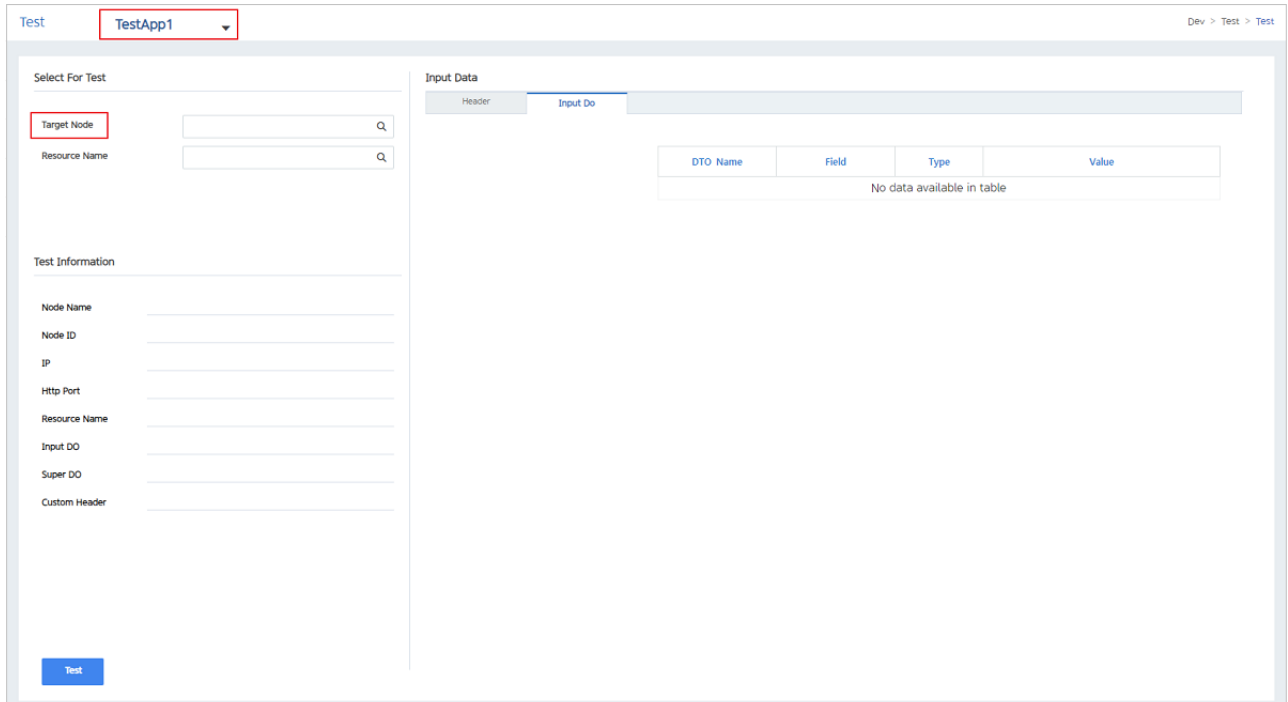 Test
TestApp1
Dev > Test > Test
Select For Test
Target Node
Resource Name
Test Information
Node Name
Node ID
IP
Http Port
Resource Name
Input DO
Super DO
Custom Header
Test
Input Data
Header Input Do
DTO Name Field Type Value
No data available in table